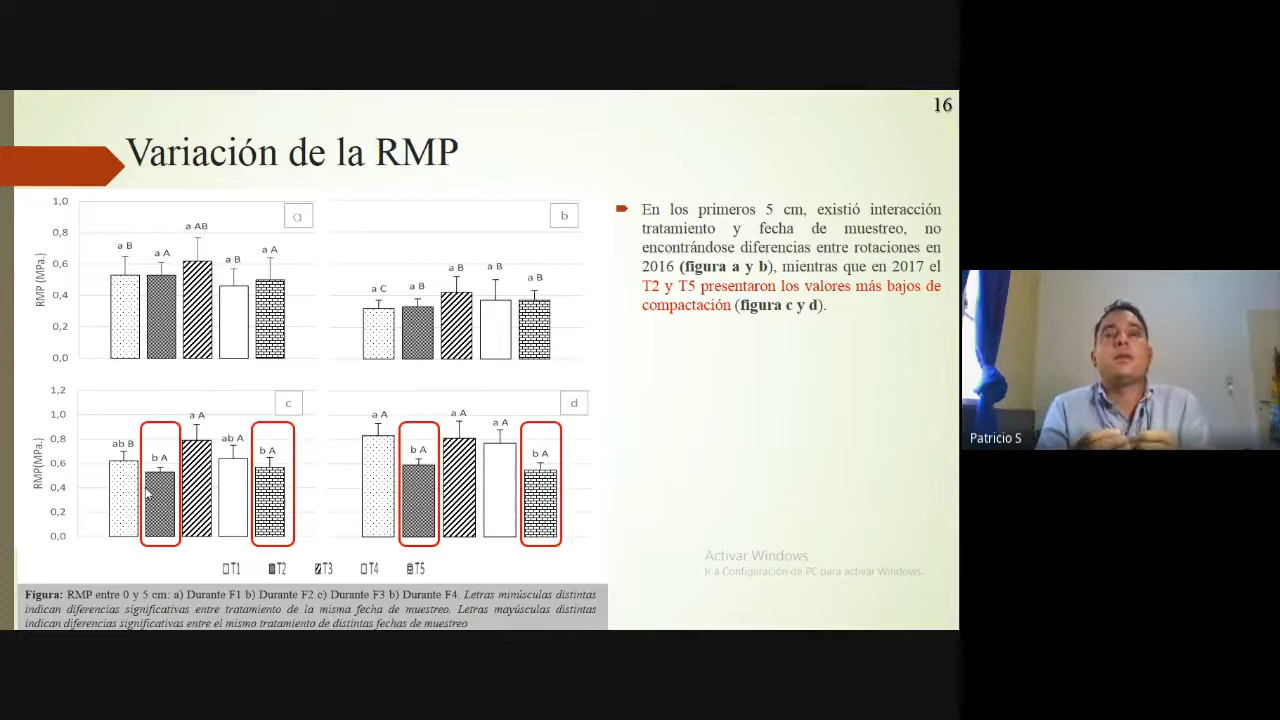 16
Variación de la RMP
1,0
0,8
0,6
0,4
0,2
0,0
RMP (MPa.)
a
a B
a A
a AB
a B
a A
b
a C
a B
a B
a B
a B
1,2
1,0
0,8
0,6
0,4
0,2
0,0
RMP(MPa.)
c
ab B
b A
a A
ab A
b A
d
a A
b A
a A
a A
b A
T1 T2 T3 T4 T5
Figura: RMP entre 0 y 5 cm: a) Durante F1 b) Durante F2 c) Durante F3 b) Durante F4. Letras minúsculas distintas
indican diferencias significativas entre tratamiento de la misma fecha de muestreo. Letras mayúsculas distintas
indican diferencias significativas entre el mismo tratamiento de distintas fechas de muestreo
En los primeros 5 cm, existió interacción
tratamiento y fecha de muestreo, no
encontrándose diferencias entre rotaciones en
2016 (figura a y b), mientras que en 2017 el
T2 y T5 presentaron los valores más bajos de
compactación (figura c y d).
Activar Windows
Ir a Configuración de PC para activar Windows.
Patricio S